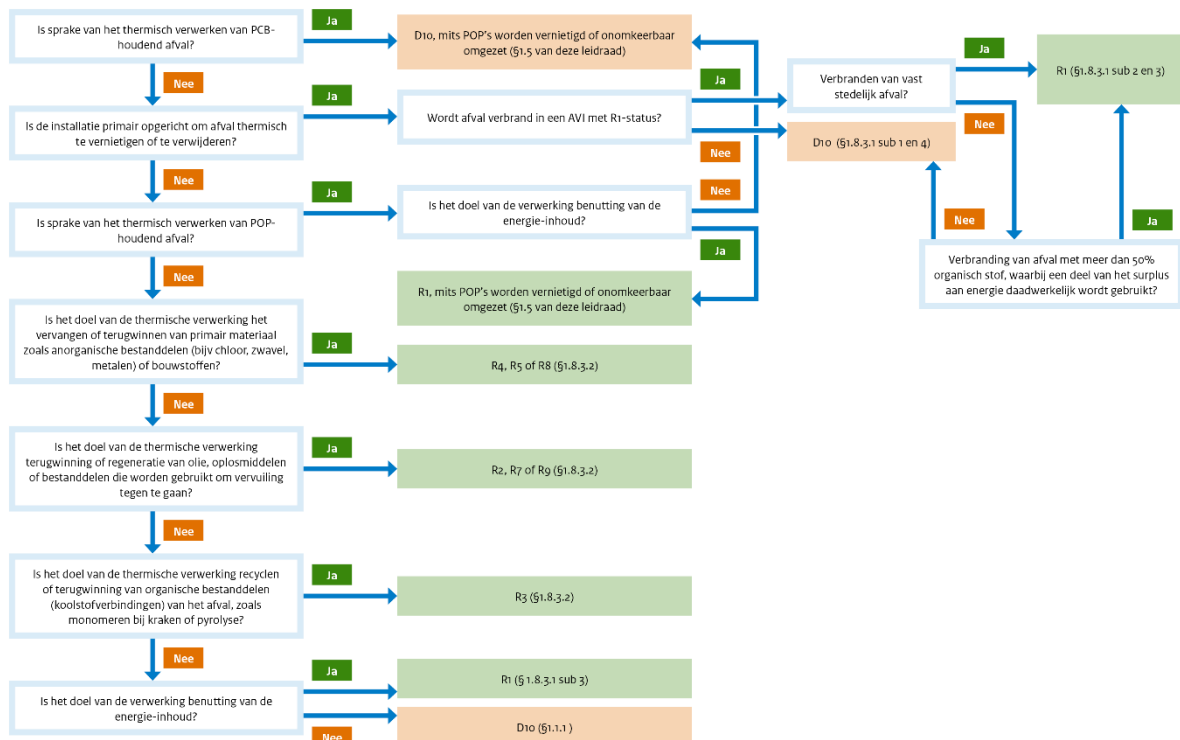 Is sprake van het thermisch verwerken van PCB-
houdend afval?
Ja
D10, mits POP's worden vernietigd of onomkeerbaar
omgezet (§1.5 van deze leidraad)
Nee
Is de installatie primair opgericht om afval thermisch
te vernietigen of te verwijderen?
Ja
Wordt afval verbrand in een AVI met R1-status?
Ja
Verbranden van vast
stedelijk afval?
Ja
R1 (§1.8.3.1 sub 2 en 3)
Nee
D10 (§1.8.3.1 sub 1 en 4)
Nee
Verbranding van afval met meer dan 50%
organisch stof, waarbij een deel van het surplus
aan energie daadwerkelijk wordt gebruikt?
Nee
Ja
Nee
Is sprake van het thermisch verwerken van POP-
houdend afval?
Ja
Is het doel van de verwerking benutting van de
energie-inhoud?
Nee
Ja
R1, mits POP's worden vernietigd of onomkeerbaar
omgezet (§1.5 van deze leidraad)
Nee
Is het doel van de thermische verwerking het
vervangen of terugwinnen van primair materiaal
zoals anorganische bestanddelen (bijv chloor, zwavel,
metalen) of bouwstoffen?
Ja
R4, R5 of R8 (§1.8.3.2)
Nee
Is het doel van de thermische verwerking
terugwinning of regeneratie van olie, oplosmiddelen
of bestanddelen die worden gebruikt om vervuiling
tegen te gaan?
Ja
R2, R7 of R9 (§1.8.3.2)
Nee
Is het doel van de thermische verwerking recyclen
of terugwinning van organische bestanddelen
(koolstofverbindingen) van het afval, zoals
monomeren bij kraken of pyrolyse?
Ja
R3 (§1.8.3.2)
Nee
Is het doel van de verwerking benutting van de
energie-inhoud?
Ja
R1 (§ 1.8.3.1 sub 3)
Nee
D10 (§1.1.1 )